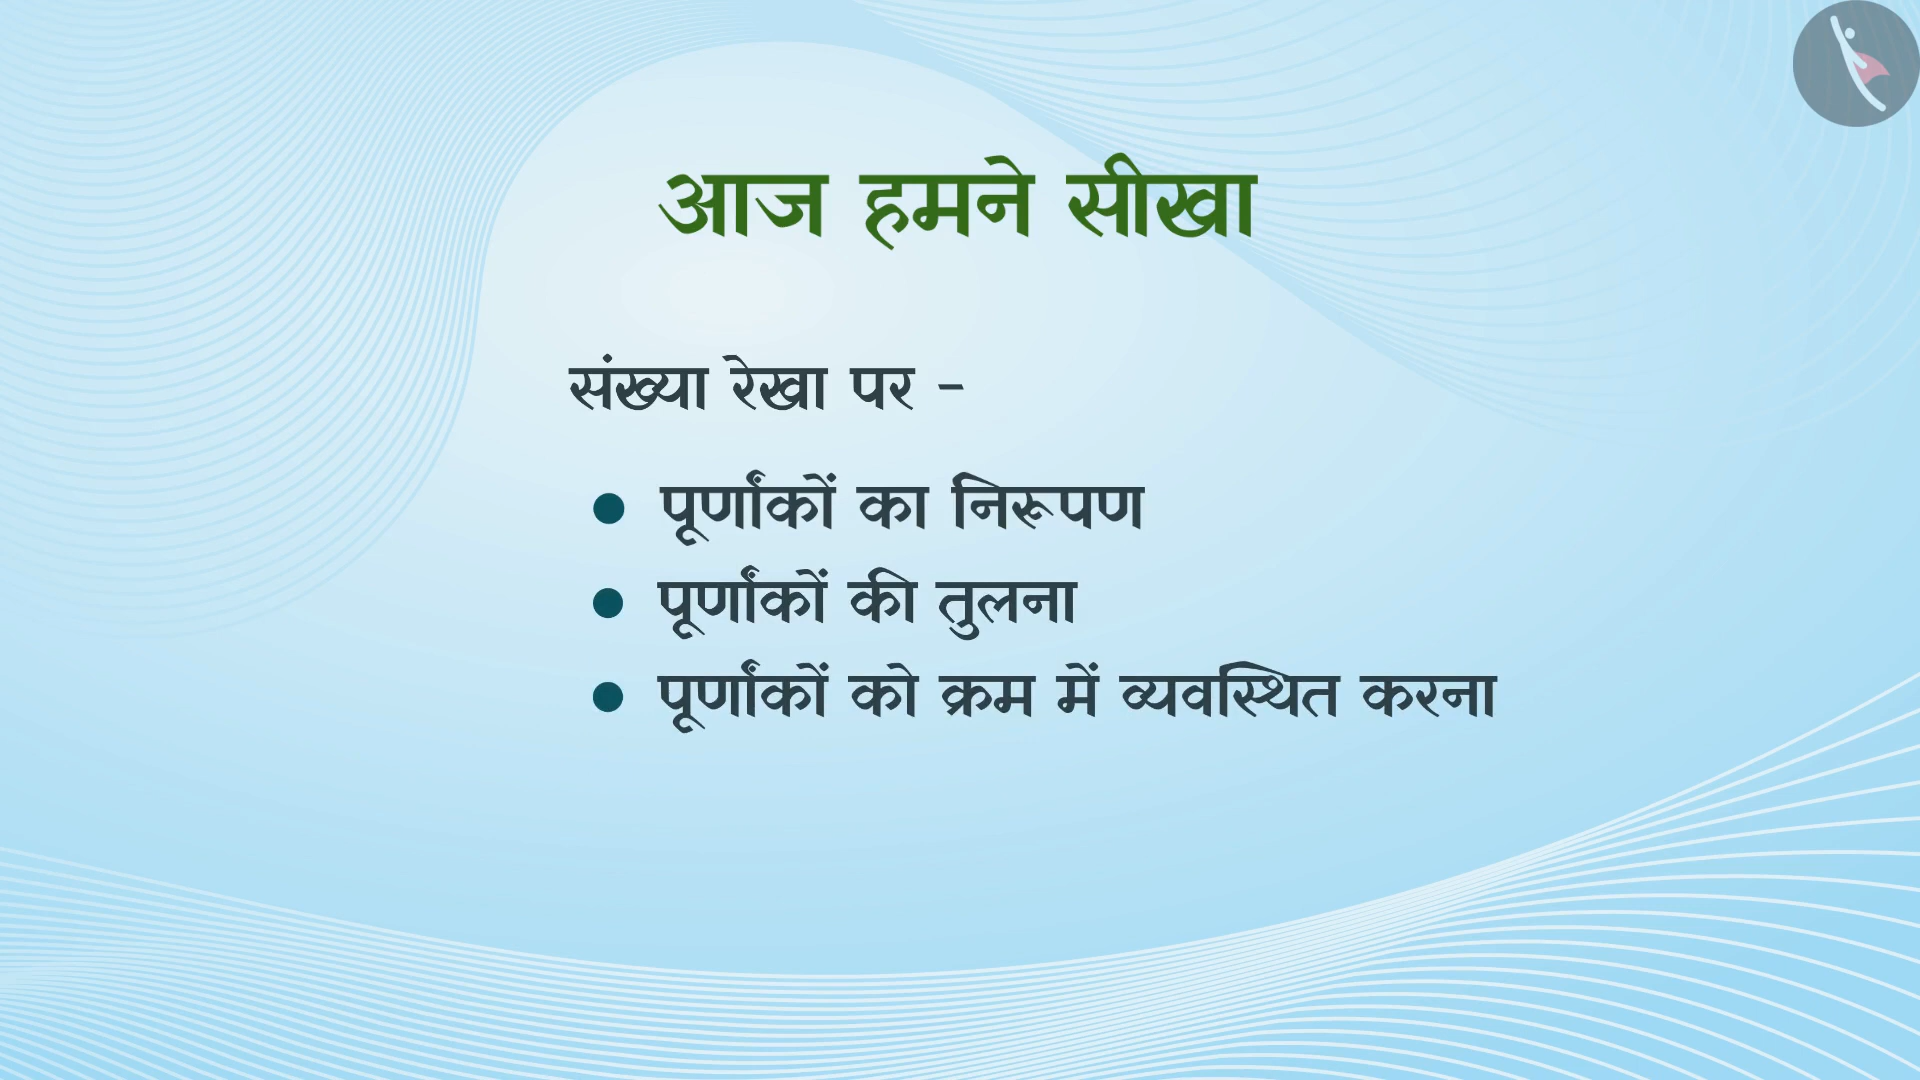 आज हमने सीखा
संख्या रेखा पर -
● पूर्णांकों का निरूपण
● पूर्णांकों की तुलना
● पूर्णांकों को क्रम में व्यवस्थित करना